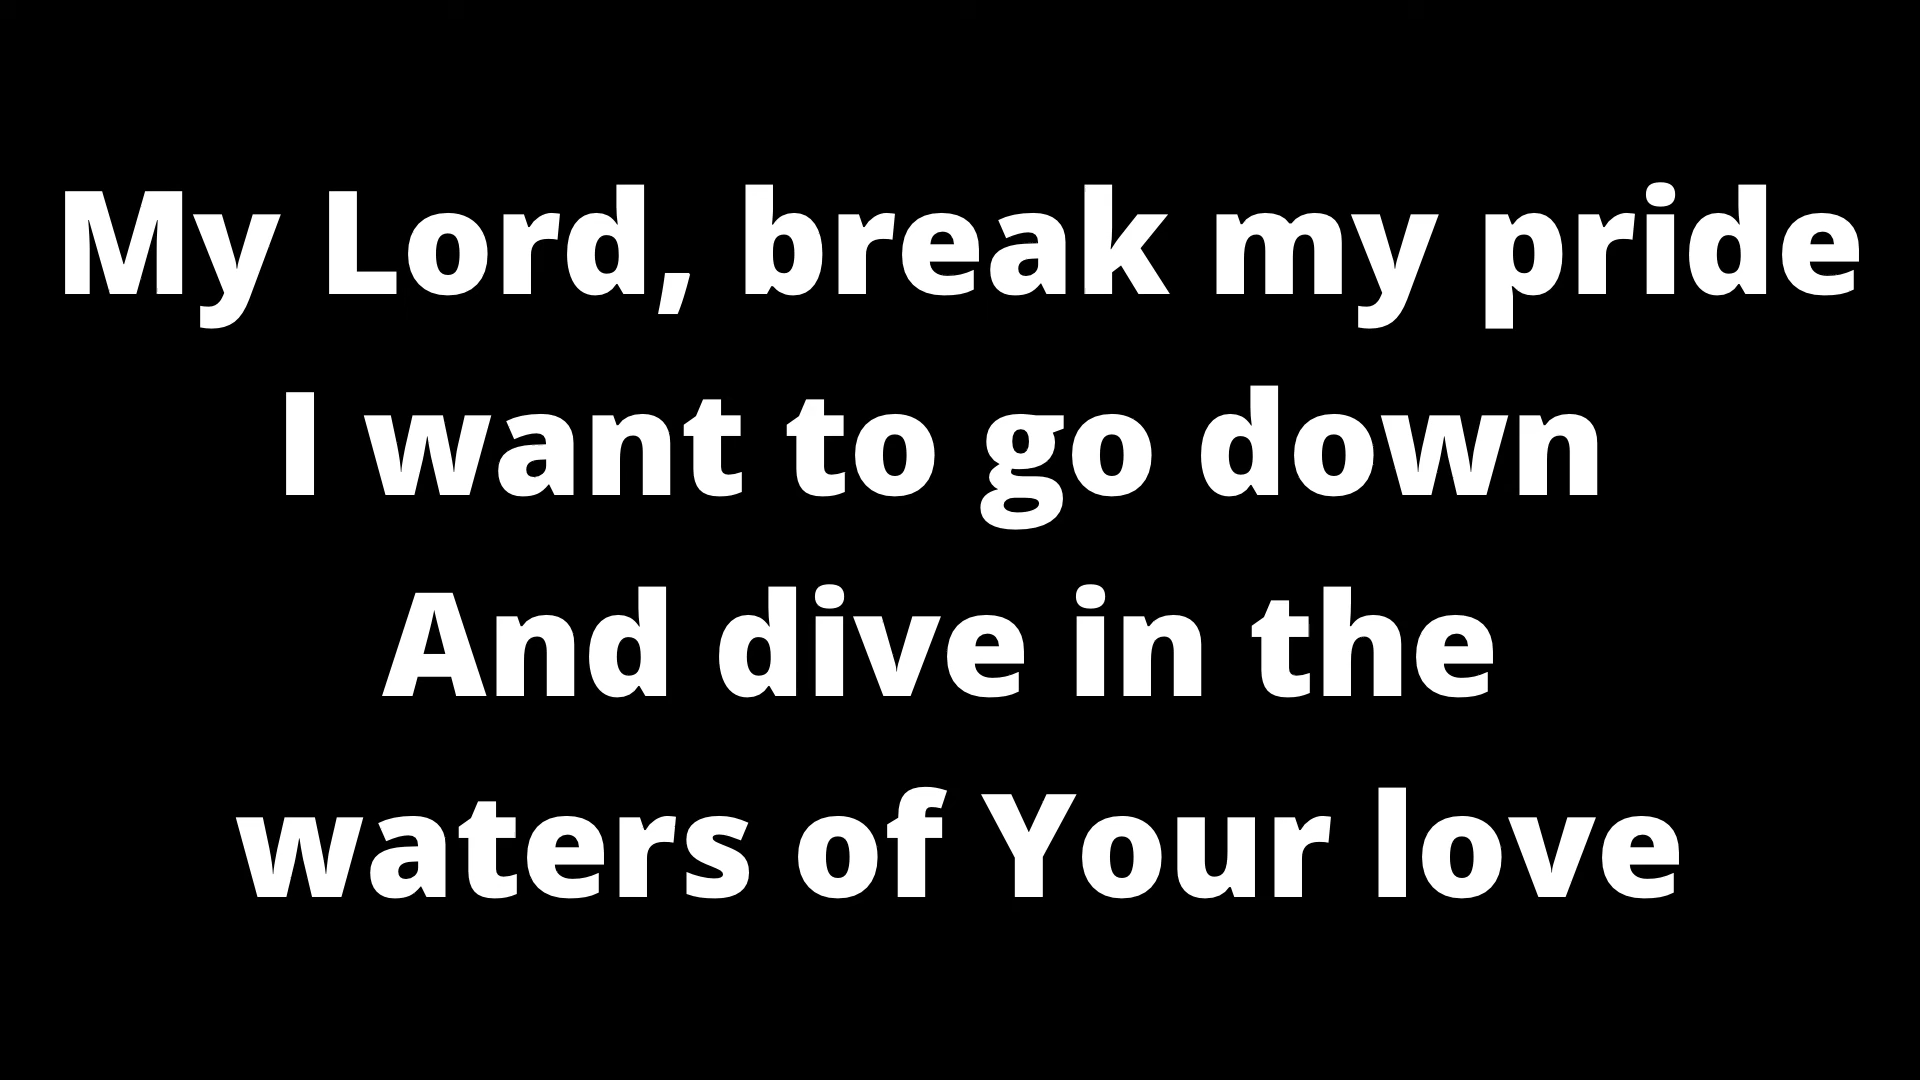 My Lord, break my pride
I want to go down
And dive in the
waters of Your love